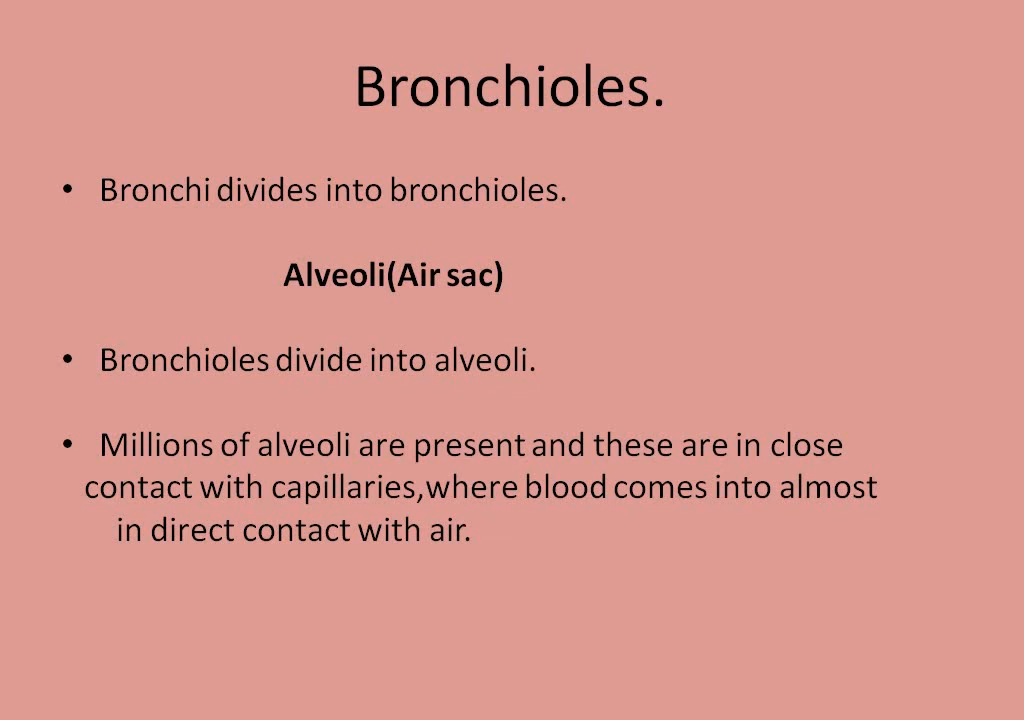 Bronchioles.
• Bronchi divides into bronchioles.
Alveoli(Air sac)
• Bronchioles divide into alveoli.
• Millions of alveoli are present and these are in close
contact with capillaries,where blood comes into almost
in direct contact with air.